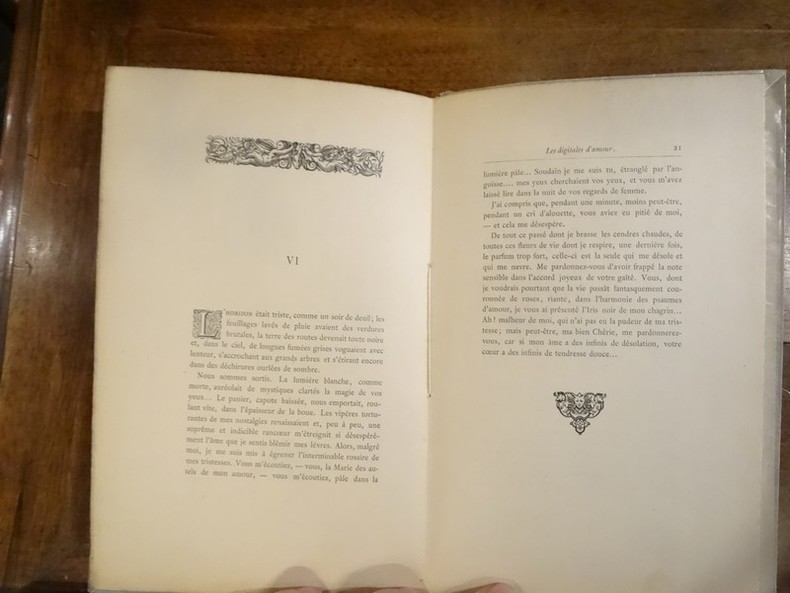 VI
L'HORIZON était triste, comme un soir de deuil; les
feuillages lavés de pluie avaient des verdures
brutales, la terre des routes devenait toute noire
et, dans le ciel, de longues fumées grises voguaient avec
lenteur, s'accrochant aux grands arbres et s'étirant encore
dans des déchirures ourlées de sombre.
Nous sommes sortis. La lumière blanche, comme
morte, auréolait de mystiques clartés la magie de vos
yeux... Le panier, capote baissée, nous emportait, rou-
lant vite, dans l'épaisseur de la boue. Les vipères tortu-
rantes de mes nostalgies renaissaient et, peu à peu, une
suprême et indicible rancœur m'étreignit si désespéré-
ment l'âme que je sentis blêmir mes lèvres. Alors, malgré
moi, je me suis mis à égrener l'interminable rosaire de
mes tristesses. Vous m'écoutiez, — vous, la Marie des au-
tels de mon amour, — vous m'écoutiez, pâle dans la
Les digitales d'amour. 21
lumière pâle... Soudain je me suis tu, étranglé par l'an-
goisse.... mes yeux cherchaient vos yeux, et vous m'avez
laissé lire dans la nuit de vos regards de femme.
J'ai compris que, pendant une minute, moins peut-être,
pendant un cri d'alouette, vous aviez eu pitié de moi,
— et cela me désespère.
De tout ce passé dont je brasse les cendres chaudes, de
toutes ces fleurs de vie dont je respire, une dernière fois,
le parfum trop fort, celle-ci est la seule qui me désole et
qui me navre. Me pardonnez-vous d'avoir frappé la note
sensible dans l'accord joyeux de votre gaîté. Vous, dont
je voudrais pourtant que la vie passât fantasquement cou-
ronnée de roses, riante, dans l'harmonie des psaumes
d'amour, je vous ai présenté l'Iris noir de mon chagrin...
Ah! malheur de moi, qui n'ai pas eu la pudeur de ma tris-
tesse; mais peut-être, ma bien Chérie, me pardonnerez-
vous, car si mon âme a des infinis de désolation, votre
cœur a des infinis de tendresse douce...